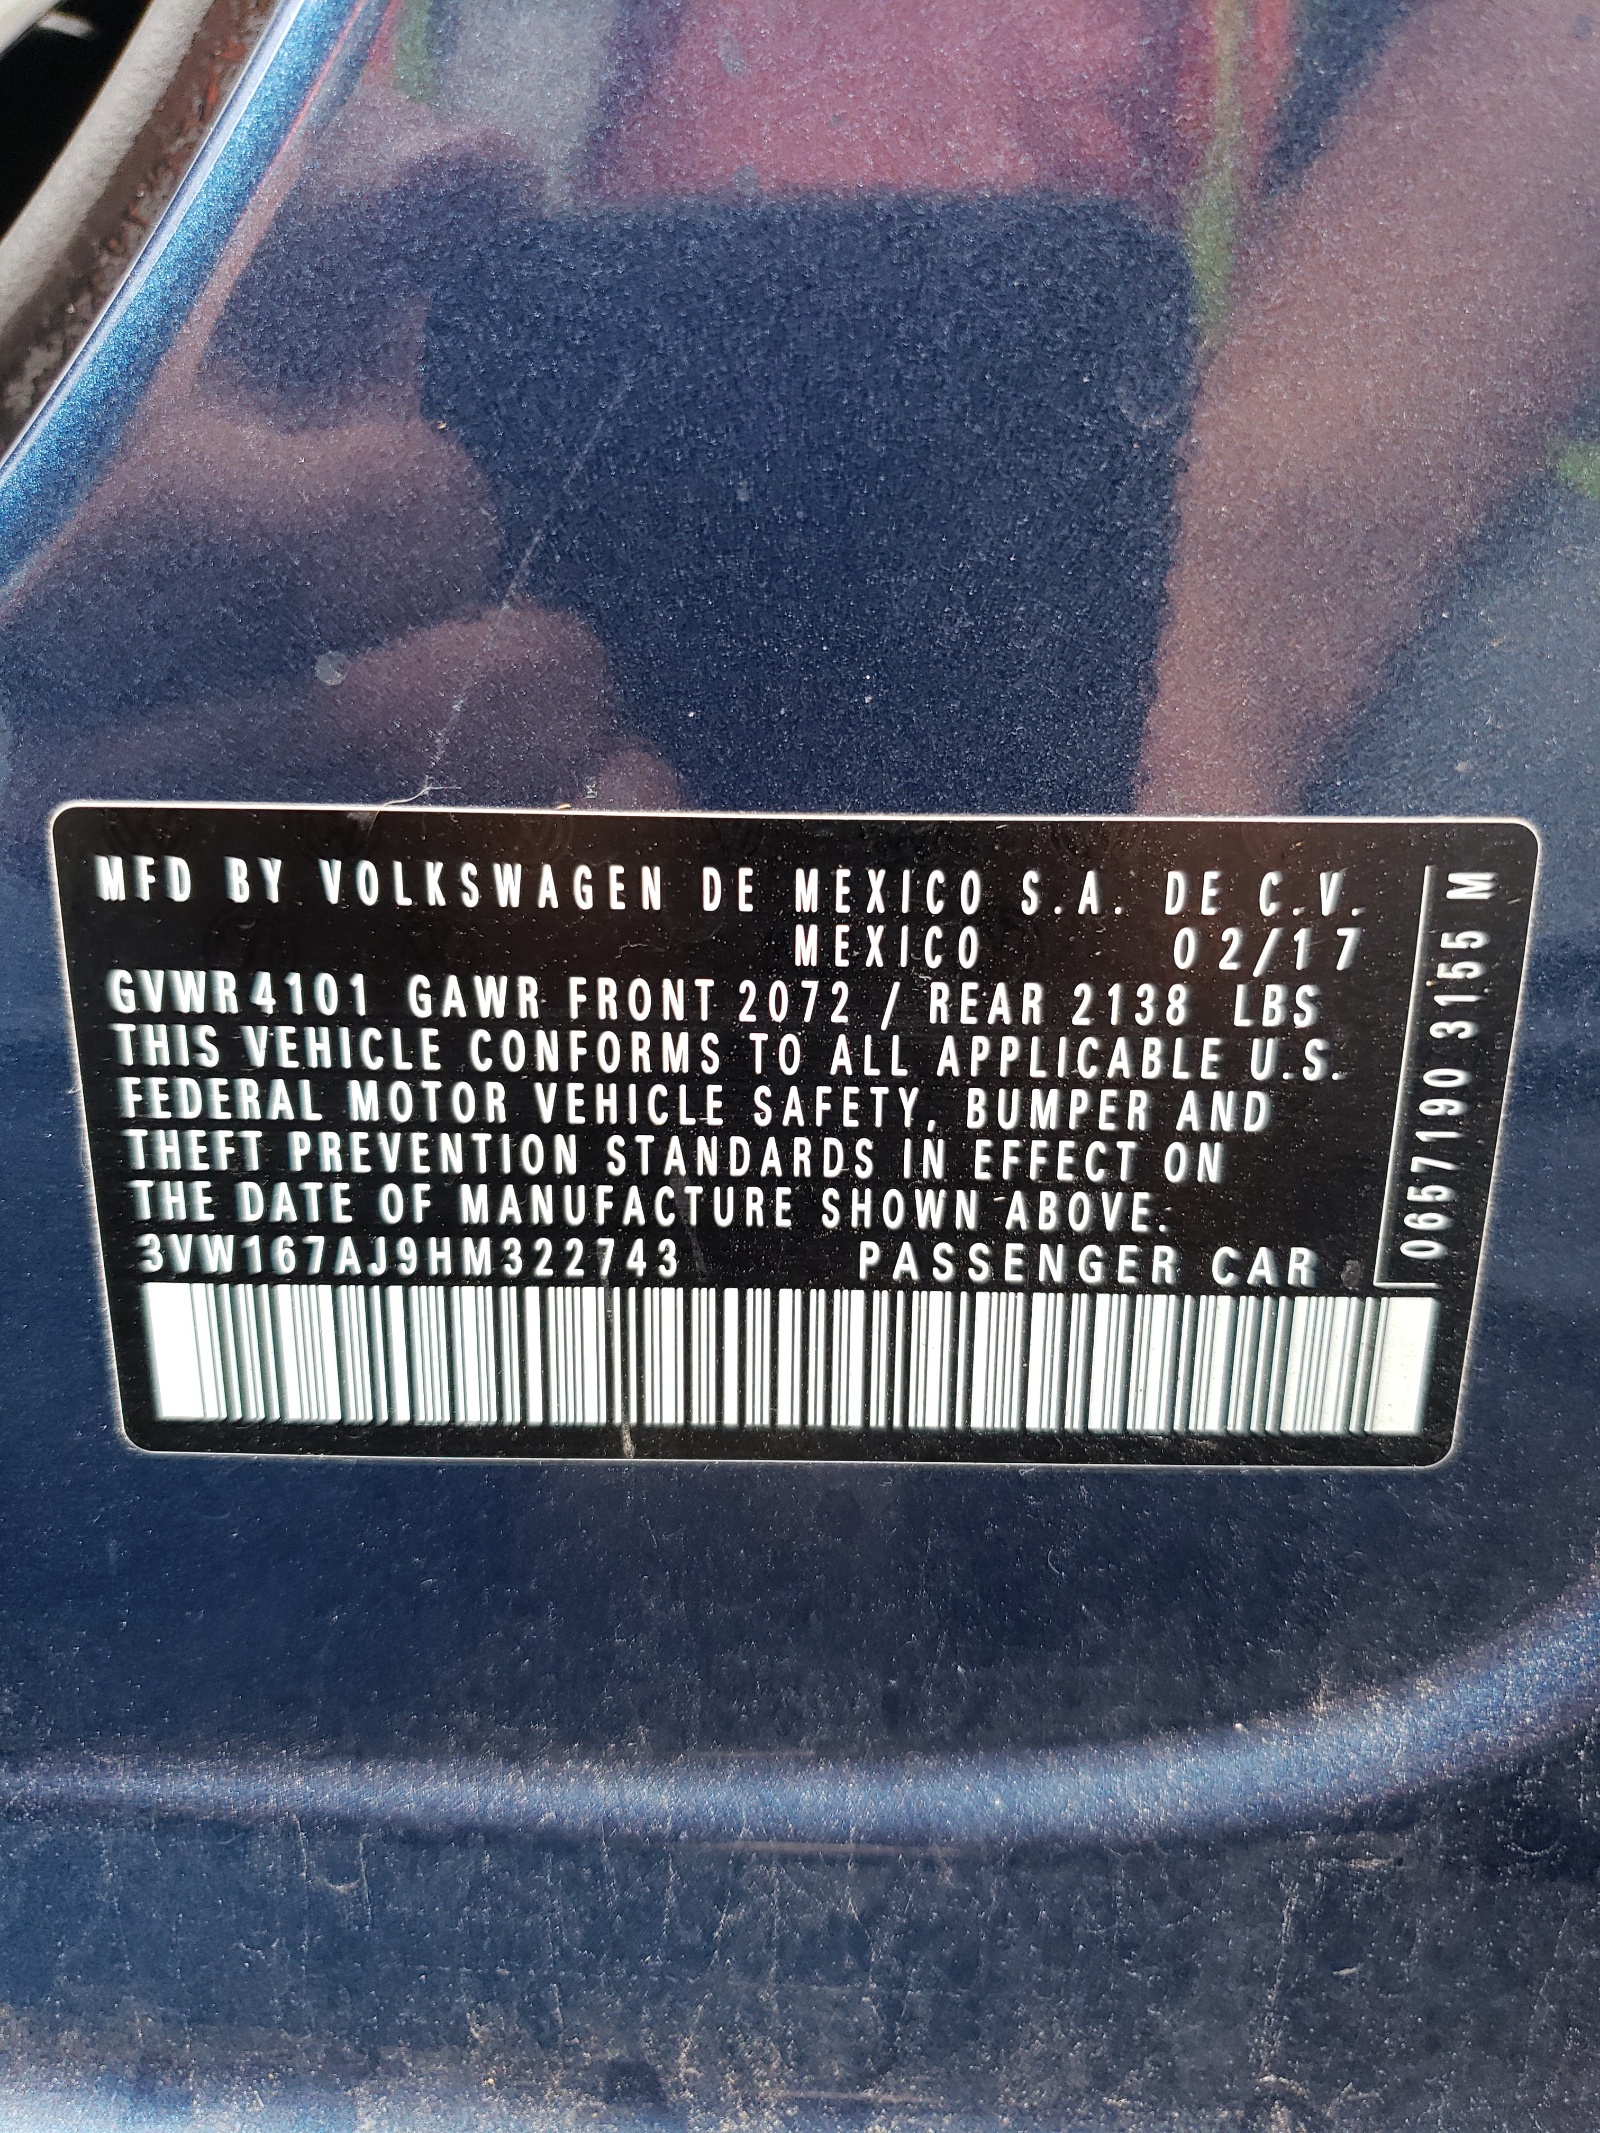 MFD BY VOLKSWAGEN DE MEXICO S.A. DE C.V.
MEXICO 02/17
GVWR 4101 GAWR FRONT 2072 / REAR 2138 LBS
THIS VEHICLE CONFORMS TO ALL APPLICABLE U.S.
FEDERAL MOTOR VEHICLE SAFETY, BUMPER AND
THEFT PREVENTION STANDARDS IN EFFECT ON
THE DATE OF MANUFACTURE SHOWN ABOVE.
3VW167AJ9HM322743 PASSENGER CAR
0657190 3155 M